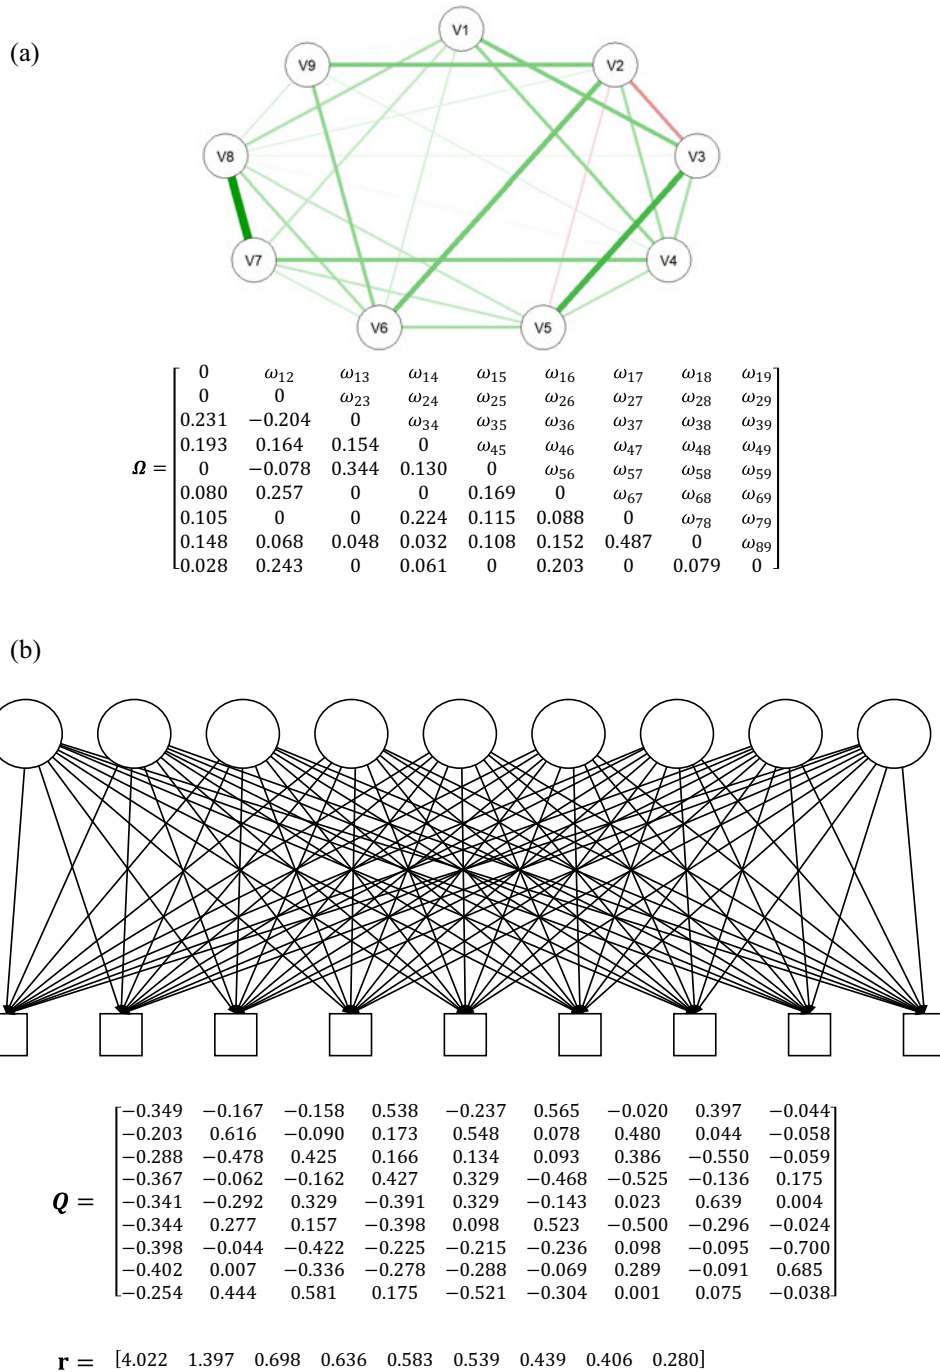 (a)
V1
V9
V2
V8
V3
V7
V4
V6
V5
0 ω12 ω13 ω14 ω15 ω16 ω17 ω18 ω19
0 0 ω23 ω24 ω25 ω26 ω27 ω28 ω29
0.231 −0.204 0 ω34 ω35 ω36 ω37 ω38 ω39
0.193 0.164 0.154 0 ω45 ω46 ω47 ω48 ω49
Ω = 0 −0.078 0.344 0.130 0 ω56 ω57 ω58 ω59
0.080 0.257 0 0 0.169 0 ω67 ω68 ω69
0.105 0 0 0.224 0.115 0.088 0 ω78 ω79
0.148 0.068 0.048 0.032 0.108 0.152 0.487 0 ω89
0.028 0.243 0 0.061 0 0.203 0 0.079 0
(b)
−0.349 −0.167 −0.158 0.538 −0.237 0.565 −0.020 0.397 −0.044
−0.203 0.616 −0.090 0.173 0.548 0.078 0.480 0.044 −0.058
−0.288 −0.478 0.425 0.166 0.134 0.093 0.386 −0.550 −0.059
−0.367 −0.062 −0.162 0.427 0.329 −0.468 −0.525 −0.136 0.175
Q = −0.341 −0.292 0.329 −0.391 0.329 −0.143 0.023 0.639 0.004
−0.344 0.277 0.157 −0.398 0.098 0.523 −0.500 −0.296 −0.024
−0.398 −0.044 −0.422 −0.225 −0.215 −0.236 0.098 −0.095 −0.700
−0.402 0.007 −0.336 −0.278 −0.288 −0.069 0.289 −0.091 0.685
−0.254 0.444 0.581 0.175 −0.521 −0.304 0.001 0.075 −0.038
r = [4.022 1.397 0.698 0.636 0.583 0.539 0.439 0.406 0.280]